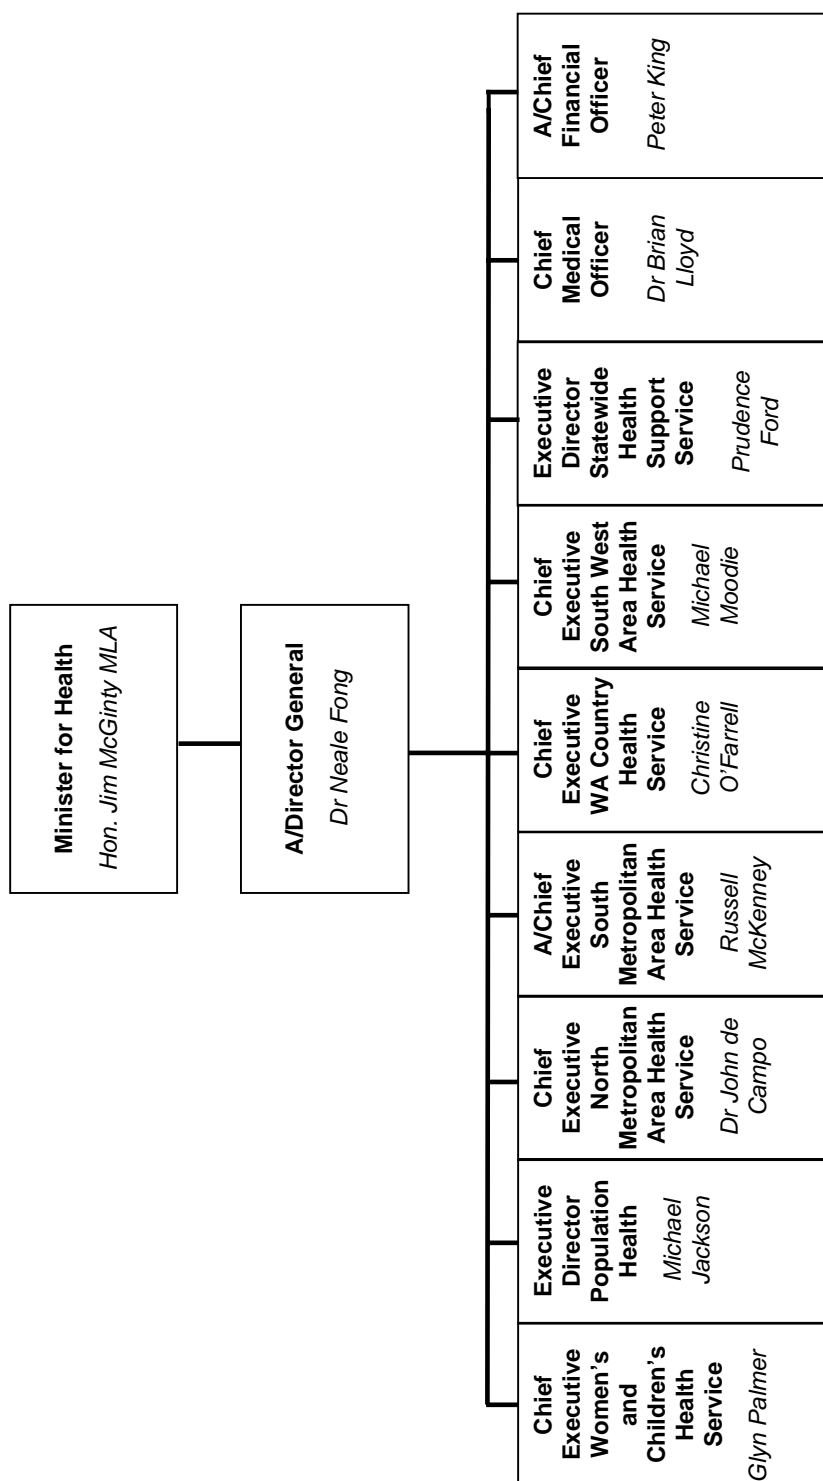 Minister for Health
Hon. Jim McGinty MLA
A/Director General
Dr Neale Fong
Chief
Executive
Women's
and
Children's
Health
Service
Glyn Palmer
Executive
Director
Population
Health
Michael
Jackson
Chief
Executive
North
Metropolitan
Area Health
Service
Dr John de
Campo
A/Chief
Executive
South
Metropolitan
Area Health
Service
Russell
McKenney
Chief
Executive
WA Country
Health
Service
Christine
O'Farrell
Chief
Executive
South West
Area Health
Service
Michael
Moodie
Executive
Director
Statewide
Health
Support
Service
Prudence
Ford
Chief
Medical
Officer
Dr Brian
Lloyd
A/Chief
Financial
Officer
Peter King